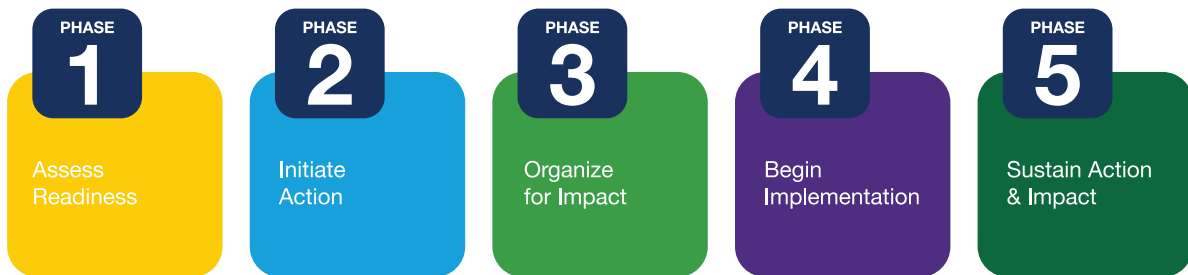 PHASE
1
Assess
Readiness
PHASE
2
Initiate
Action
PHASE
3
Organize
for Impact
PHASE
4
Begin
Implementation
PHASE
5
Sustain Action
& Impact